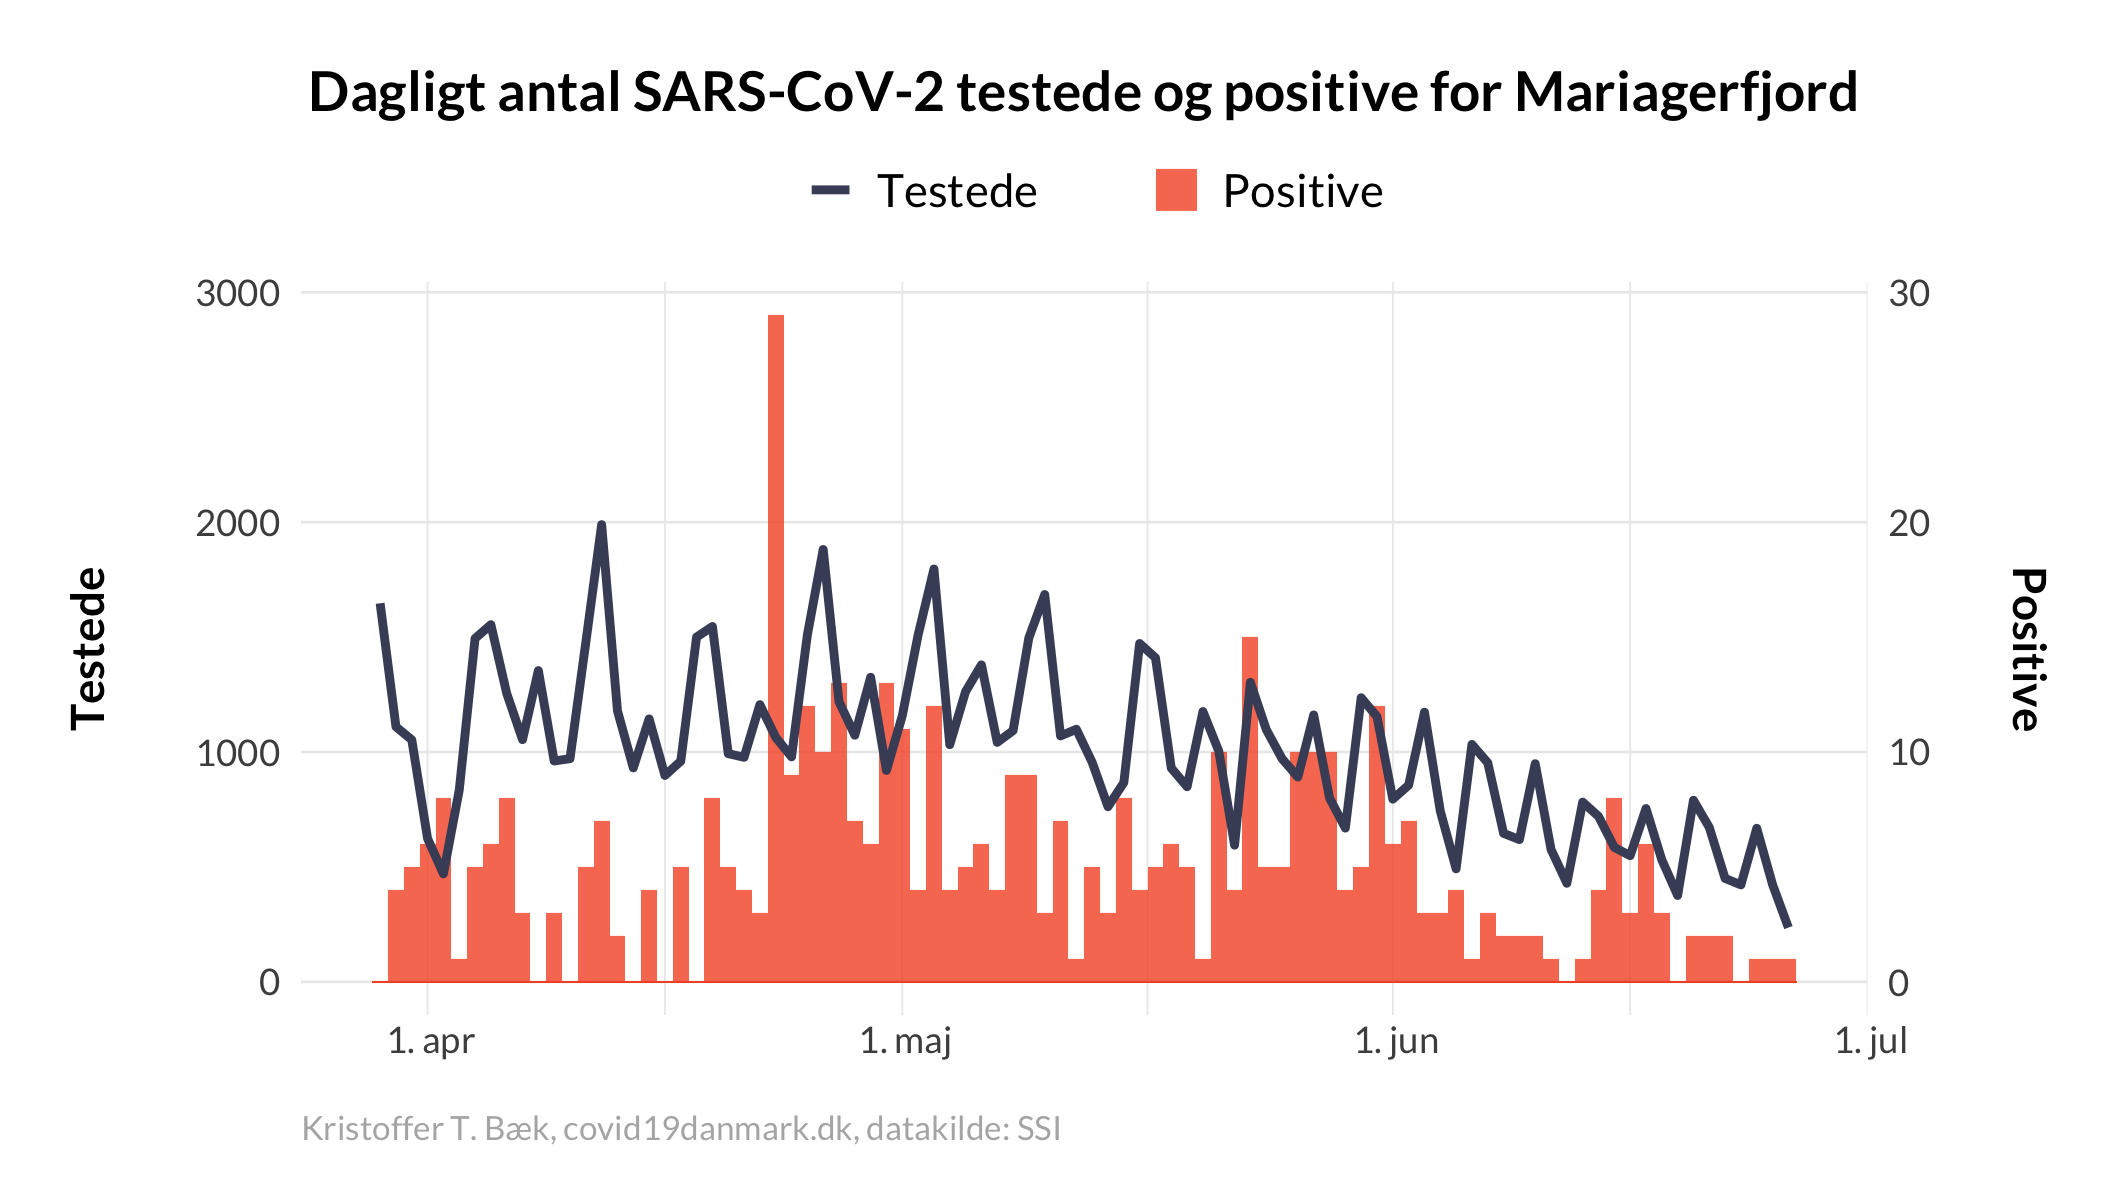 Dagligt antal SARS-CoV-2 testede og positive for Mariagerfjord
Testede
Positive
3000
2000
1000
0
Testede
30
20
10
0
Positive
1. apr
1. maj
1. jun
1. jul
Kristoffer T. Bæk, covid19danmark.dk, datakilde: SSI